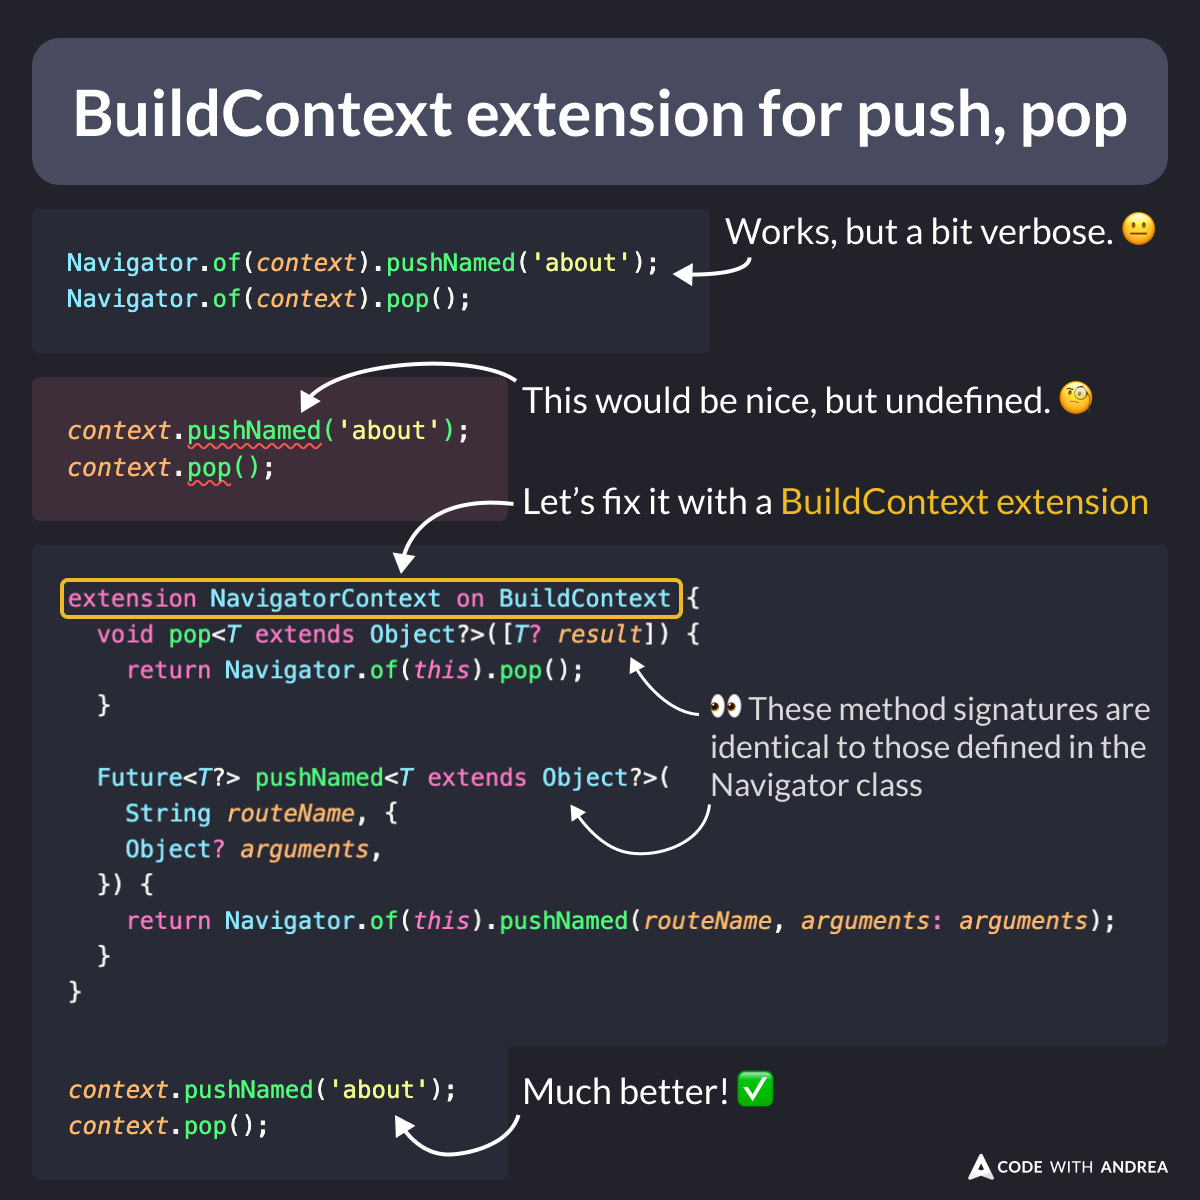 BuildContext extension for push, pop
Works, but a bit verbose. 😐
Navigator.of(context).pushNamed('about');
Navigator.of(context).pop();
This would be nice, but undefined. 🧐
context.pushNamed('about');
context.pop();
Let’s fix it with a BuildContext extension
extension NavigatorContext on BuildContext {
  void pop<T extends Object?>([T? result]) {
    return Navigator.of(this).pop();
  }
👀 These method signatures are
identical to those defined in the
Navigator class
  Future<T?> pushNamed<T extends Object?>(
    String routeName, {
    Object? arguments,
  }) {
    return Navigator.of(this).pushNamed(routeName, arguments: arguments);
  }
}
context.pushNamed('about');
context.pop();
Much better! ✅
CODE WITH ANDREA